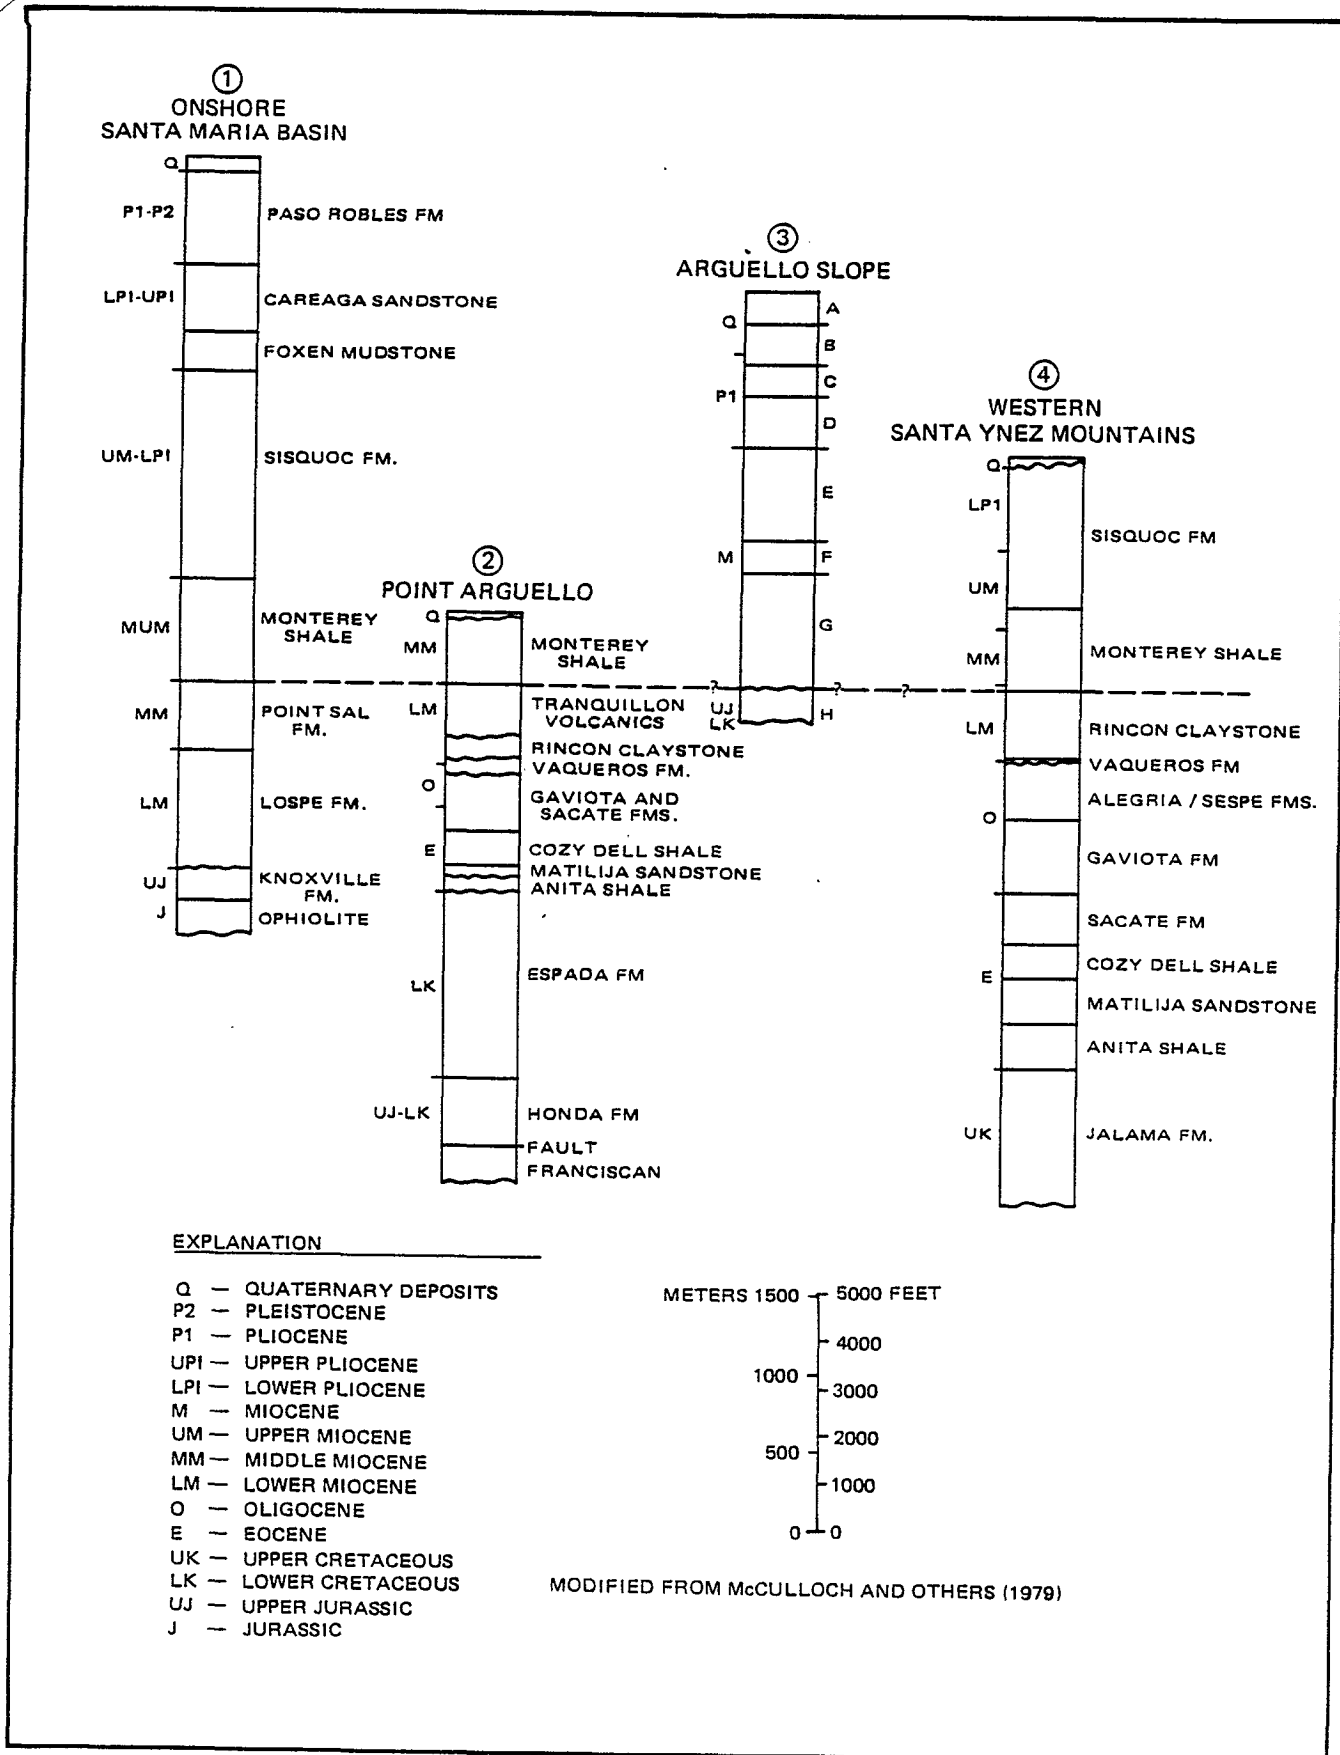 ①
ONSHORE
SANTA MARIA BASIN
Q
P1-P2
PASO ROBLES FM
LPI-UPI
CAREAGA SANDSTONE
FOXEN MUDSTONE
UM-LPI
SISQUOC FM.
MUM
MONTEREY
SHALE
MM
POINT SAL
FM.
LM
LOSPE FM.
UJ
KNOXVILLE
FM.
J
OPHIOLITE
②
POINT ARGUELLO
Q
MM
MONTEREY
SHALE
LM
TRANQUILLON
VOLCANICS
RINCON CLAYSTONE
VAQUEROS FM.
O
GAVIOTA AND
SACATE FMS.
E
COZY DELL SHALE
MATILIJA SANDSTONE
ANITA SHALE
LK
ESPADA FM
UJ-LK
HONDA FM
FAULT
FRANCISCAN
③
ARGUELLO SLOPE
A
Q
B
C
P1
D
E
M
F
G
? ? ?
UJ
LK
H
④
WESTERN
SANTA YNEZ MOUNTAINS
Q
LP1
SISQUOC FM
UM
MM
MONTEREY SHALE
LM
RINCON CLAYSTONE
VAQUEROS FM
ALEGRIA / SESPE FMS.
O
GAVIOTA FM
SACATE FM
COZY DELL SHALE
E
MATILIJA SANDSTONE
ANITA SHALE
UK
JALAMA FM.
EXPLANATION
Q — QUATERNARY DEPOSITS
P2 — PLEISTOCENE
P1 — PLIOCENE
UPI — UPPER PLIOCENE
LPI — LOWER PLIOCENE
M — MIOCENE
UM — UPPER MIOCENE
MM — MIDDLE MIOCENE
LM — LOWER MIOCENE
O — OLIGOCENE
E — EOCENE
UK — UPPER CRETACEOUS
LK — LOWER CRETACEOUS
UJ — UPPER JURASSIC
J — JURASSIC
METERS 1500 5000 FEET
4000
1000
3000
2000
500
1000
0 0
MODIFIED FROM McCULLOCH AND OTHERS (1979)